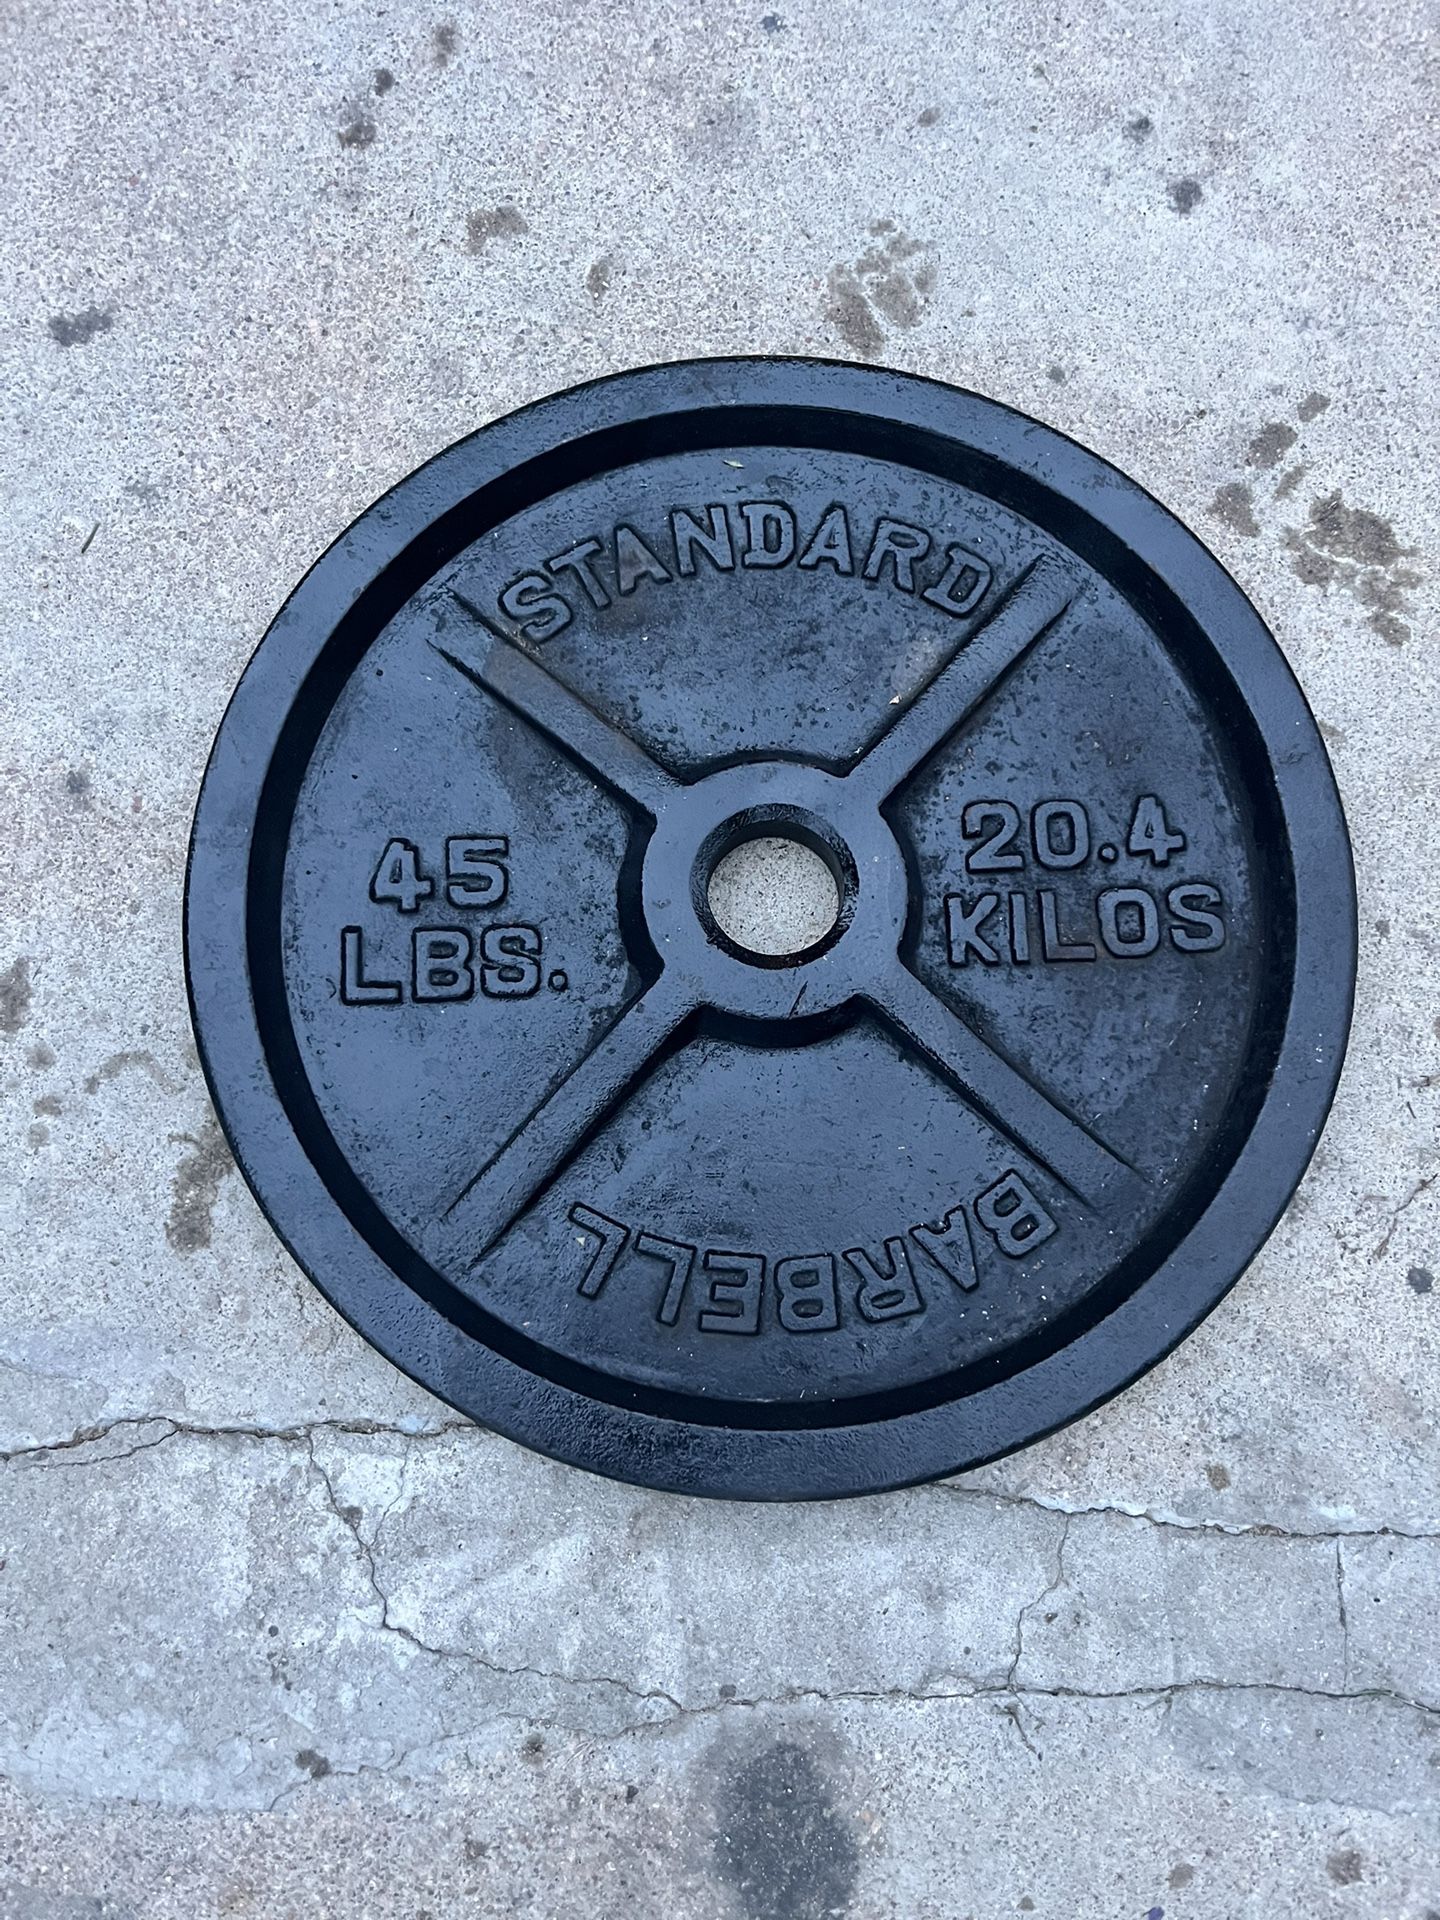 STANDARD
45
LBS.
20.4
KILOS
BARBELL